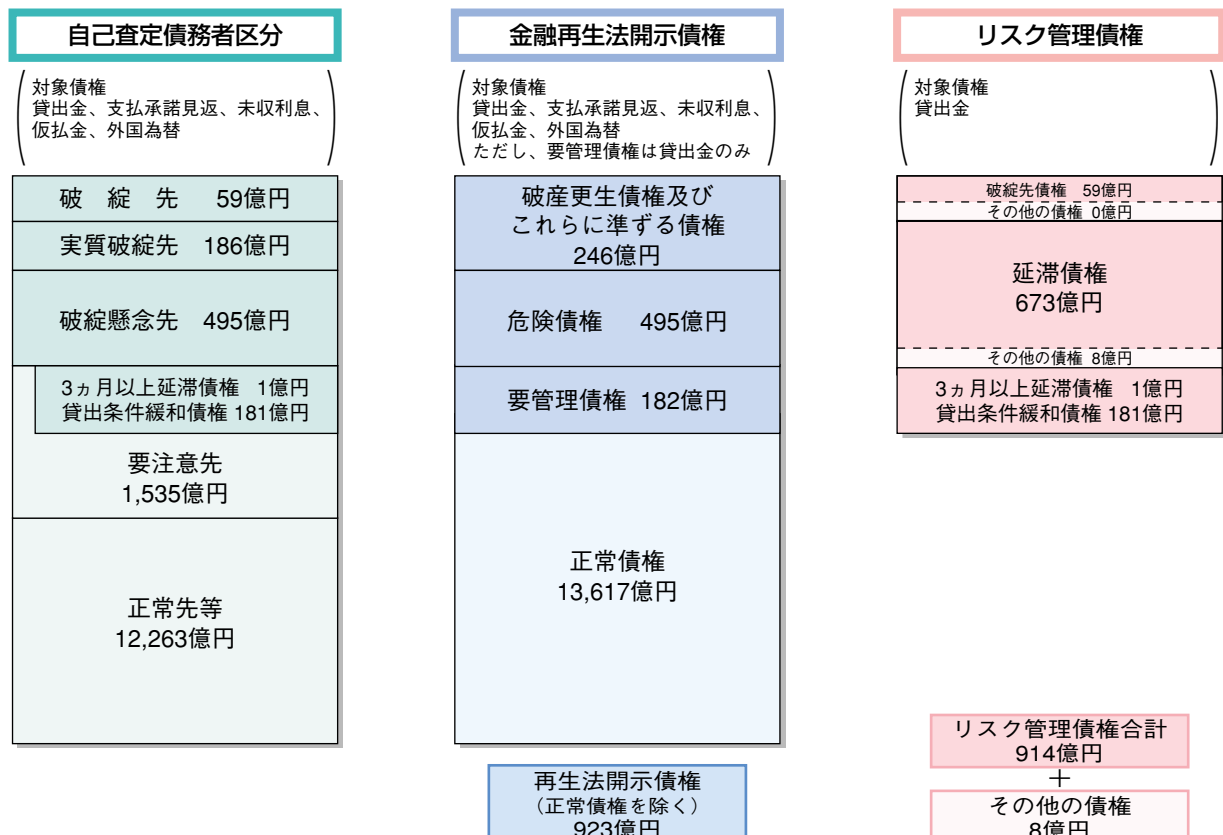 自己査定債務者区分
対象債権
貸出金、支払承諾見返、未収利息、
仮払金、外国為替
破 綻 先 59億円
実質破綻先 186億円
破綻懸念先 495億円
3ヵ月以上延滞債権 1億円
貸出条件緩和債権 181億円
要注意先
1,535億円
正常先等
12,263億円
金融再生法開示債権
対象債権
貸出金、支払承諾見返、未収利息、
仮払金、外国為替
ただし、要管理債権は貸出金のみ
破産更生債権及び
これらに準ずる債権
246億円
危険債権 495億円
要管理債権 182億円
正常債権
13,617億円
再生法開示債権
（正常債権を除く）
923億円
リスク管理債権
対象債権
貸出金
破綻先債権 59億円
その他の債権 0億円
延滞債権
673億円
その他の債権 8億円
3ヵ月以上延滞債権 1億円
貸出条件緩和債権 181億円
リスク管理債権合計
914億円
＋
その他の債権
8億円